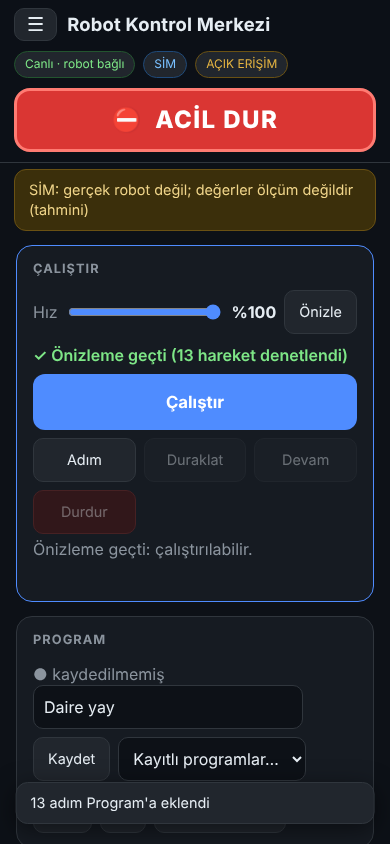 ☰ Robot Kontrol Merkezi
Canlı · robot bağlı
SİM
AÇIK ERİŞİM
⛔ ACİL DUR
SİM: gerçek robot değil; değerler ölçüm değildir
(tahmini)
ÇALIŞTIR
Hız
%100
Önizle
✓ Önizleme geçti (13 hareket denetlendi)
Çalıştır
Adım
Duraklat
Devam
Durdur
Önizleme geçti: çalıştırılabilir.
PROGRAM
● kaydedilmemiş
Daire yay
Kaydet
Kayıtlı programlar...
13 adım Program'a eklendi